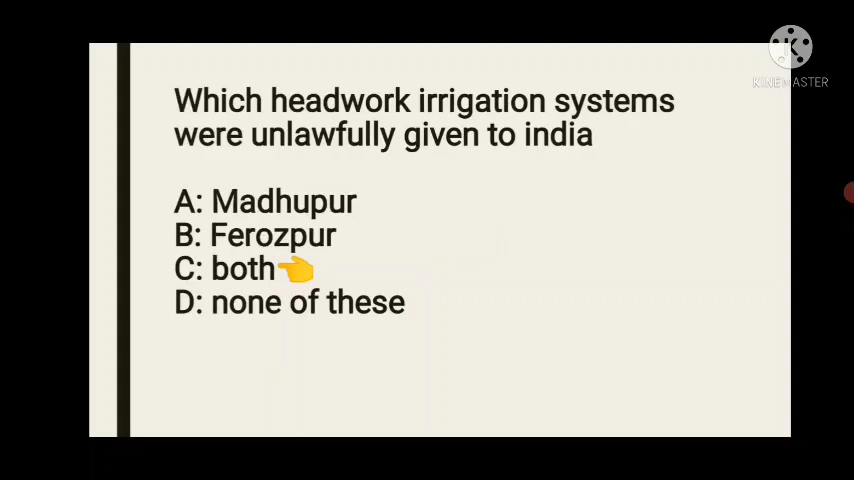 KINEMASTER
Which headwork irrigation systems
were unlawfully given to india
A: Madhupur
B: Ferozpur
C: both👈
D: none of these